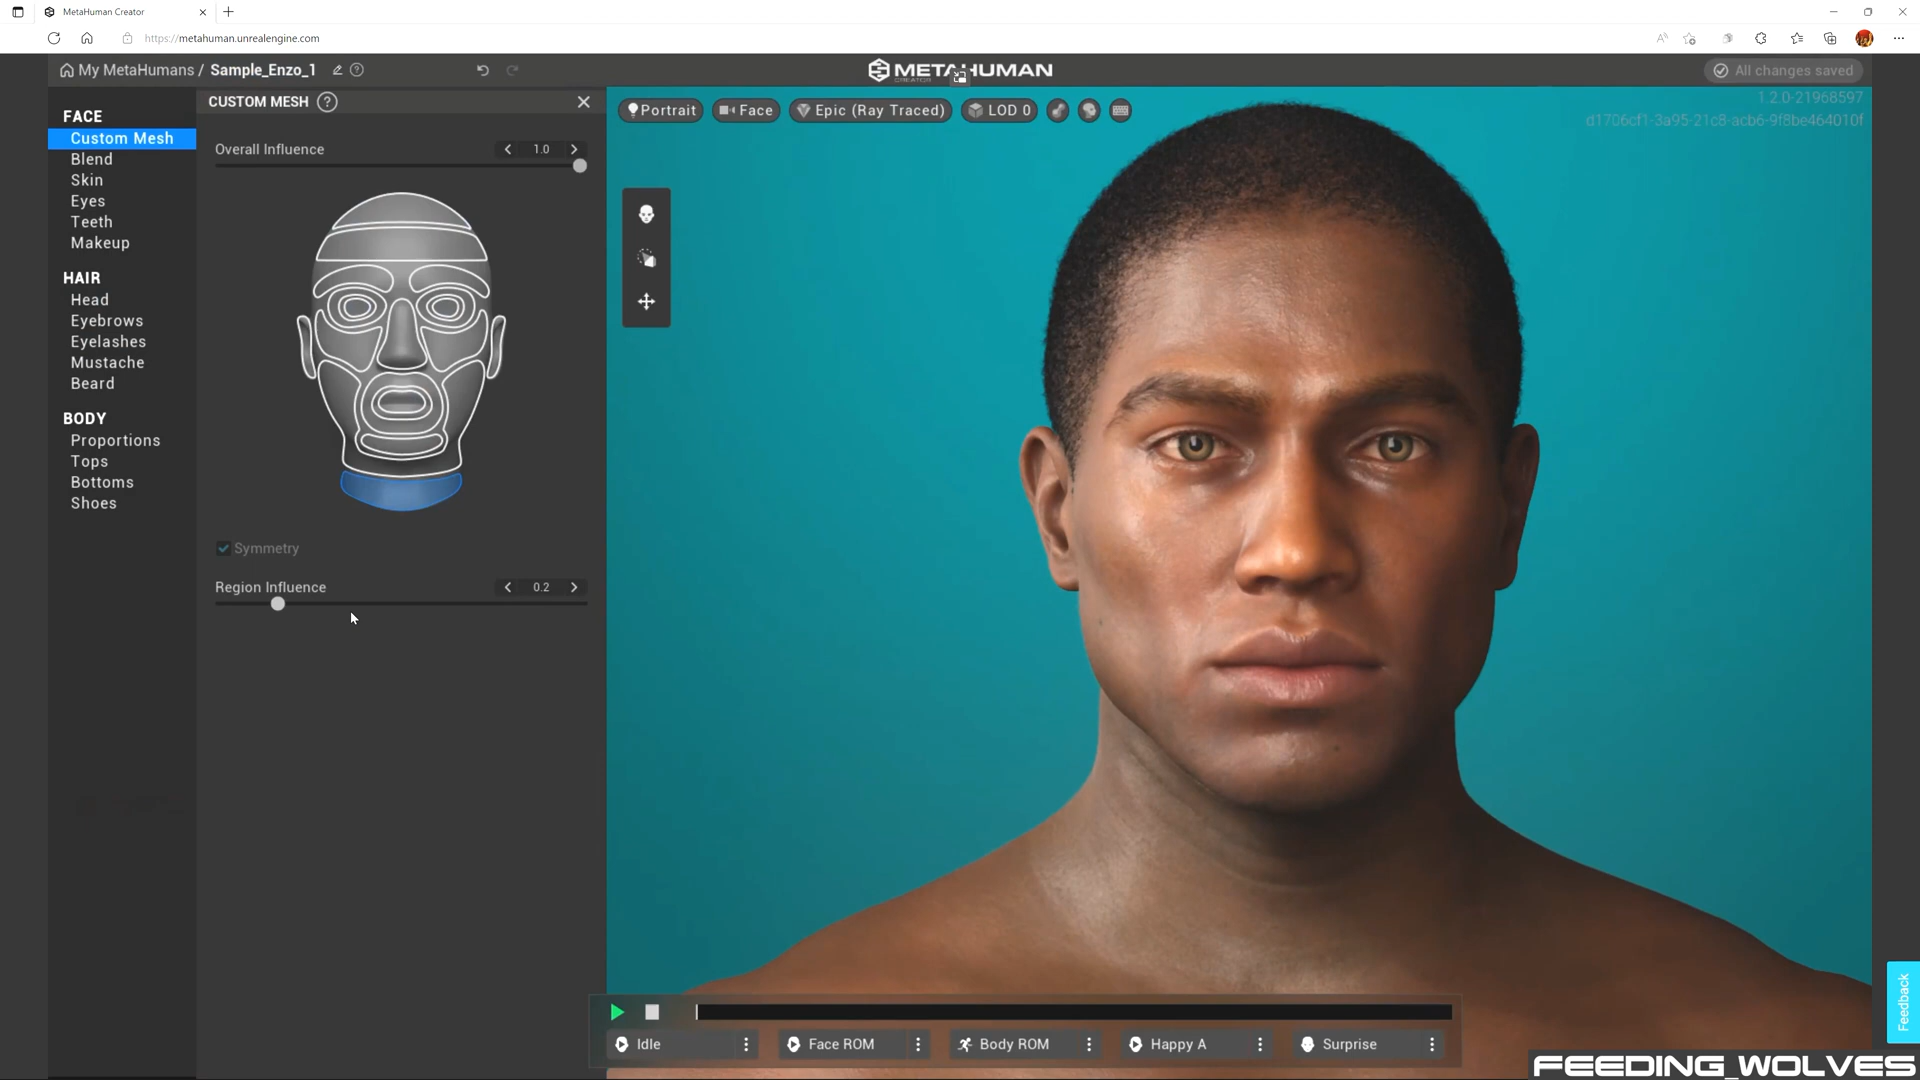 MetaHuman Creator
https://metahuman.unrealengine.com
My MetaHumans / Sample_Enzo_1
METAHUMAN
CREATOR
All changes saved
CUSTOM MESH
Portrait
Face
Epic (Ray Traced)
LOD 0
1.2.0-21968597
d1706cf1-3a95-21c8-acb6-9f8be464010f
FACE
Custom Mesh
Blend
Skin
Eyes
Teeth
Makeup
HAIR
Head
Eyebrows
Eyelashes
Mustache
Beard
BODY
Proportions
Tops
Bottoms
Shoes
Overall Influence
1.0
Symmetry
Region Influence
0.2
Idle
Face ROM
Body ROM
Happy A
Surprise
Feedback
FEEDING_WOLVES